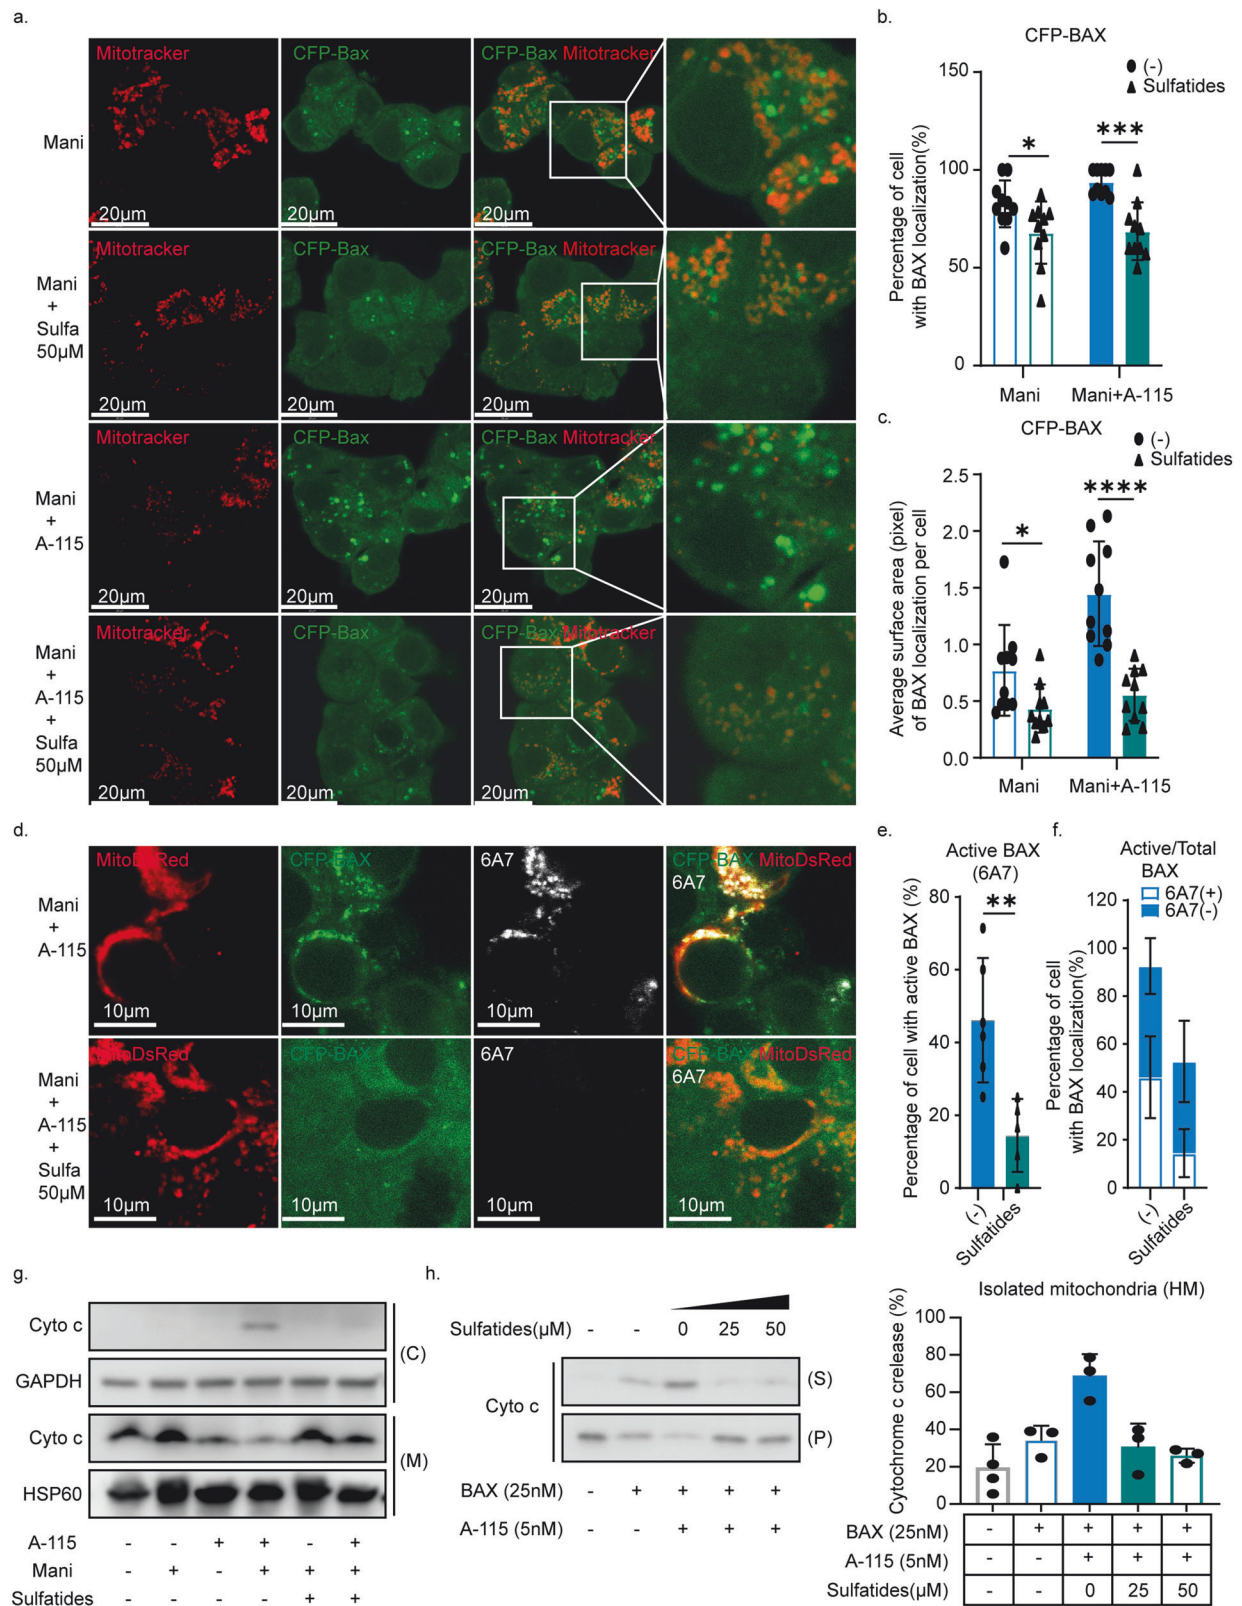 a.
Mitotracker
CFP-Bax
CFP-Bax Mitotracker
Mani
20µm
20µm
20µm
Mitotracker
CFP-Bax
CFP-Bax Mitotracker
Mani
+
Sulfa
50µM
20µm
20µm
20µm
Mitotracker
CFP-Bax
CFP-Bax Mitotracker
Mani
+
A-115
20µm
20µm
20µm
Mitotracker
CFP-Bax
CFP-Bax Mitotracker
Mani
+
A-115
+
Sulfa
50µM
20µm
20µm
20µm
b.
CFP-BAX
(-)
Sulfatides
Percentage of cell
with BAX localization(%)
150
100
50
0
*
***
Mani
Mani+A-115
c.
CFP-BAX
(-)
Sulfatides
Average surface area (pixel)
of BAX localization per cell
2.5
2.0
1.5
1.0
0.5
0.0
*
****
Mani
Mani+A-115
d.
MitoDsRed
CFP-BAX
6A7
CFP-BAX MitoDsRed
6A7
Mani
+
A-115
10µm
10µm
10µm
10µm
MitoDsRed
CFP-BAX
6A7
CFP-BAX MitoDsRed
6A7
Mani
+
A-115
+
Sulfa
50µM
10µm
10µm
10µm
10µm
e.
Active BAX
(6A7)
Percentage of cell with active BAX (%)
80
60
40
20
0
**
(-)
Sulfatides
f.
Active/Total
BAX
6A7(+)
6A7(-)
Percentage of cell
with BAX localization(%)
120
100
80
60
40
20
0
(-)
Sulfatides
g.
Cyto c
GAPDH
(C)
Cyto c
HSP60
(M)
A-115 - - + + - +
Mani - + - + + +
Sulfatides - - - - + +
h.
Sulfatides(µM) - - 0 25 50
Cyto c
(S)
(P)
BAX (25nM) - + + + +
A-115 (5nM) - - + + +
Isolated mitochondria (HM)
Cytochrome c crelease (%)
100
80
60
40
20
0
BAX (25nM) - + + + +
A-115 (5nM) - - + + +
Sulfatides(µM) - - 0 25 50